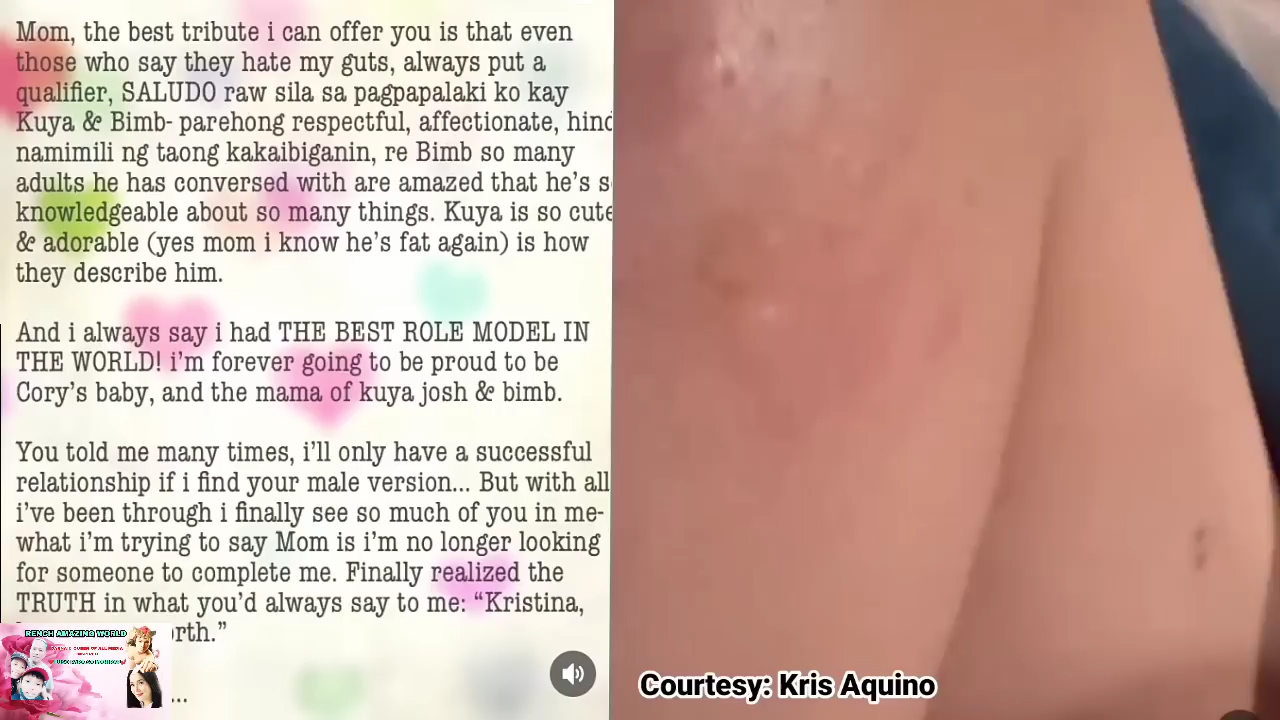 Mom, the best tribute i can offer you is that even
those who say they hate my guts, always put a
qualifier, SALUDO raw sila sa pagpapalaki ko kay
Kuya & Bimb- parehong respectful, affectionate, hind
namimili ng taong kakaibiganin, re Bimb so many
adults he has conversed with are amazed that he's s
knowledgeable about so many things. Kuya is so cute
& adorable (yes mom i know he's fat again) is how
they describe him.
And i always say i had THE BEST ROLE MODEL IN
THE WORLD! i'm forever going to be proud to be
Cory's baby, and the mama of kuya josh & bimb.
You told me many times, i'll only have a successful
relationship if i find your male version... But with all
i've been through i finally see so much of you in me-
what i'm trying to say Mom is i'm no longer looking
for someone to complete me. Finally realized the
TRUTH in what you'd always say to me: “Kristina,
orth.”
...
RENCH AMAZING WORLD
Courtesy: Kris Aquino